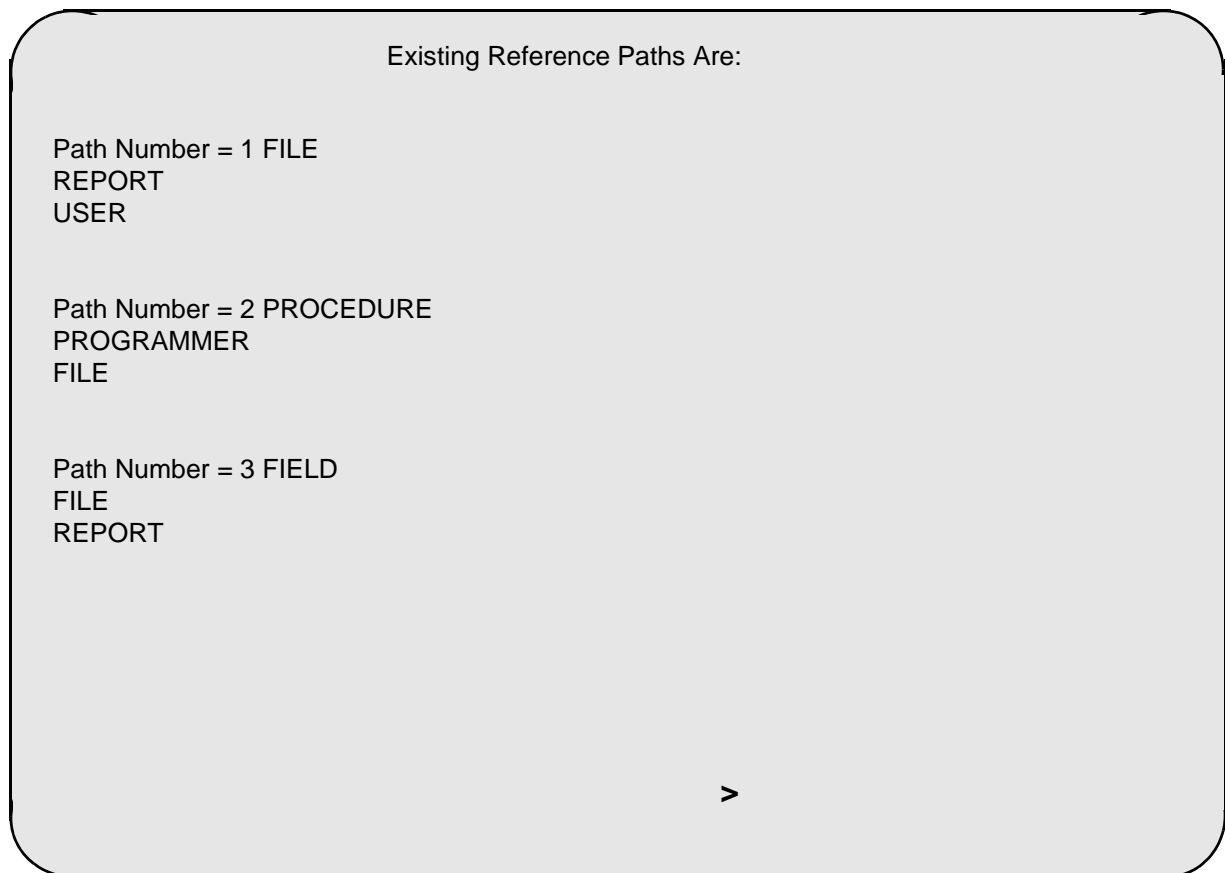 Existing Reference Paths Are:
Path Number = 1 FILE
REPORT
USER
Path Number = 2 PROCEDURE
PROGRAMMER
FILE
Path Number = 3 FIELD
FILE
REPORT
>